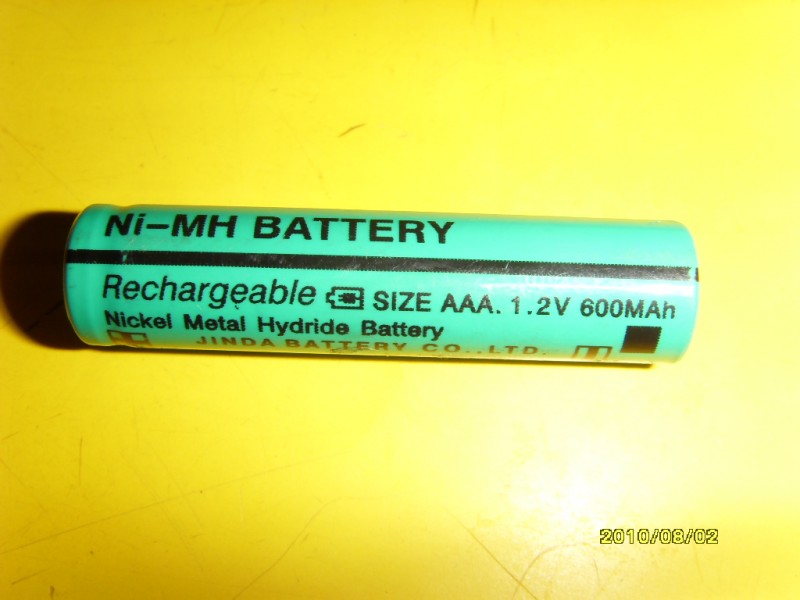 Ni-MH BATTERY
Rechargeable SIZE AAA. 1.2V 600MAh
Nickel Metal Hydride Battery
JINDA BATTERY CO.,LTD.
2010/08/02